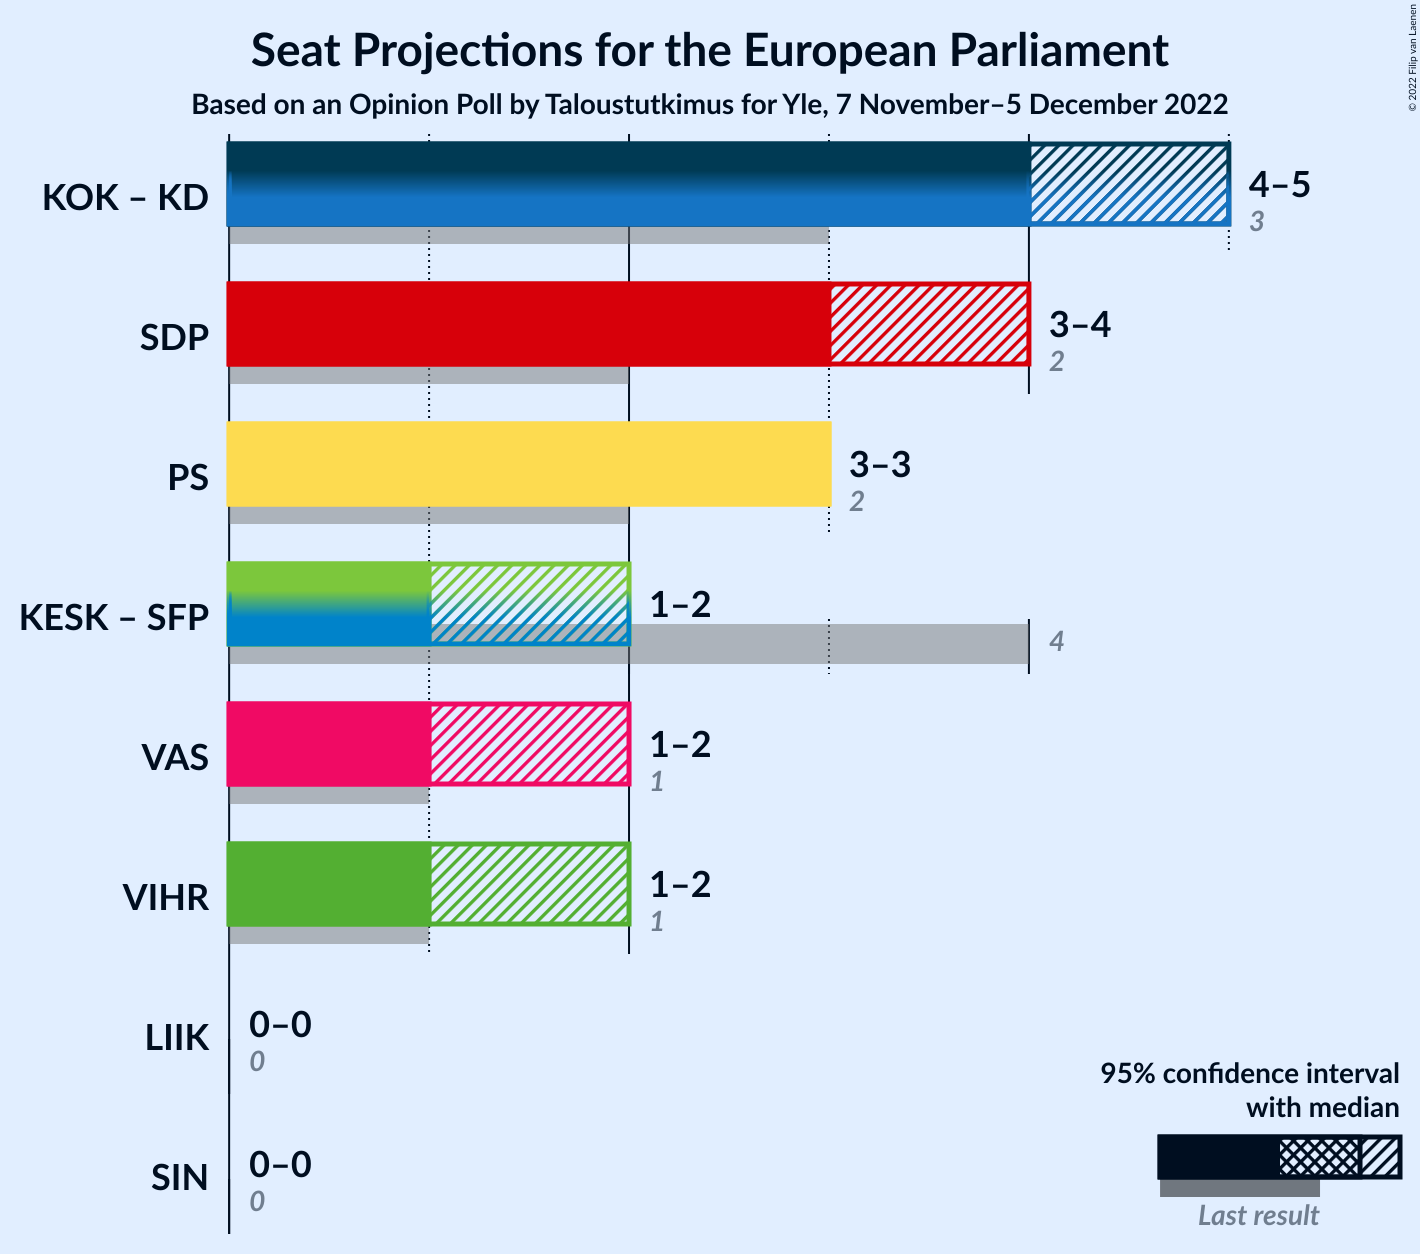 Seat Projections for the European Parliament
Based on an Opinion Poll by Taloustutkimus for Yle, 7 November–5 December 2022
© 2022 Filip van Laenen
KOK – KD
4–5
3
SDP
3–4
2
PS
3–3
2
KESK – SFP
1–2
4
VAS
1–2
1
VIHR
1–2
1
LIIK
0–0
0
SIN
0–0
0
95% confidence interval
with median
Last result